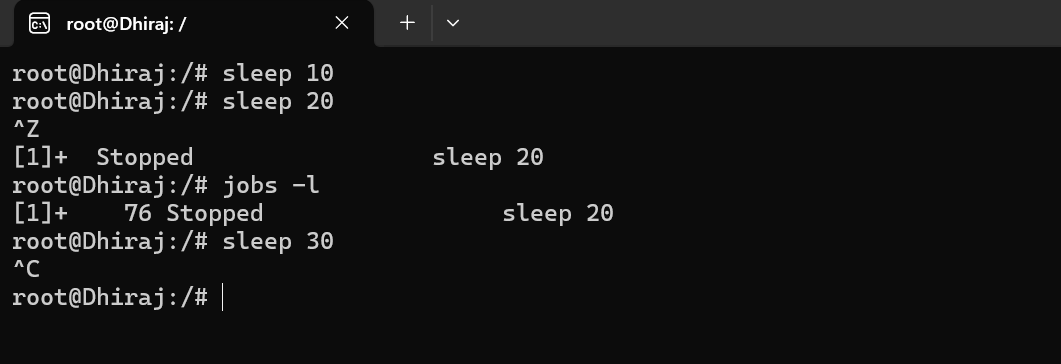 root@Dhiraj: /
root@Dhiraj:/# sleep 10
root@Dhiraj:/# sleep 20
^Z
[1]+  Stopped                 sleep 20
root@Dhiraj:/# jobs -l
[1]+    76 Stopped                 sleep 20
root@Dhiraj:/# sleep 30
^C
root@Dhiraj:/#